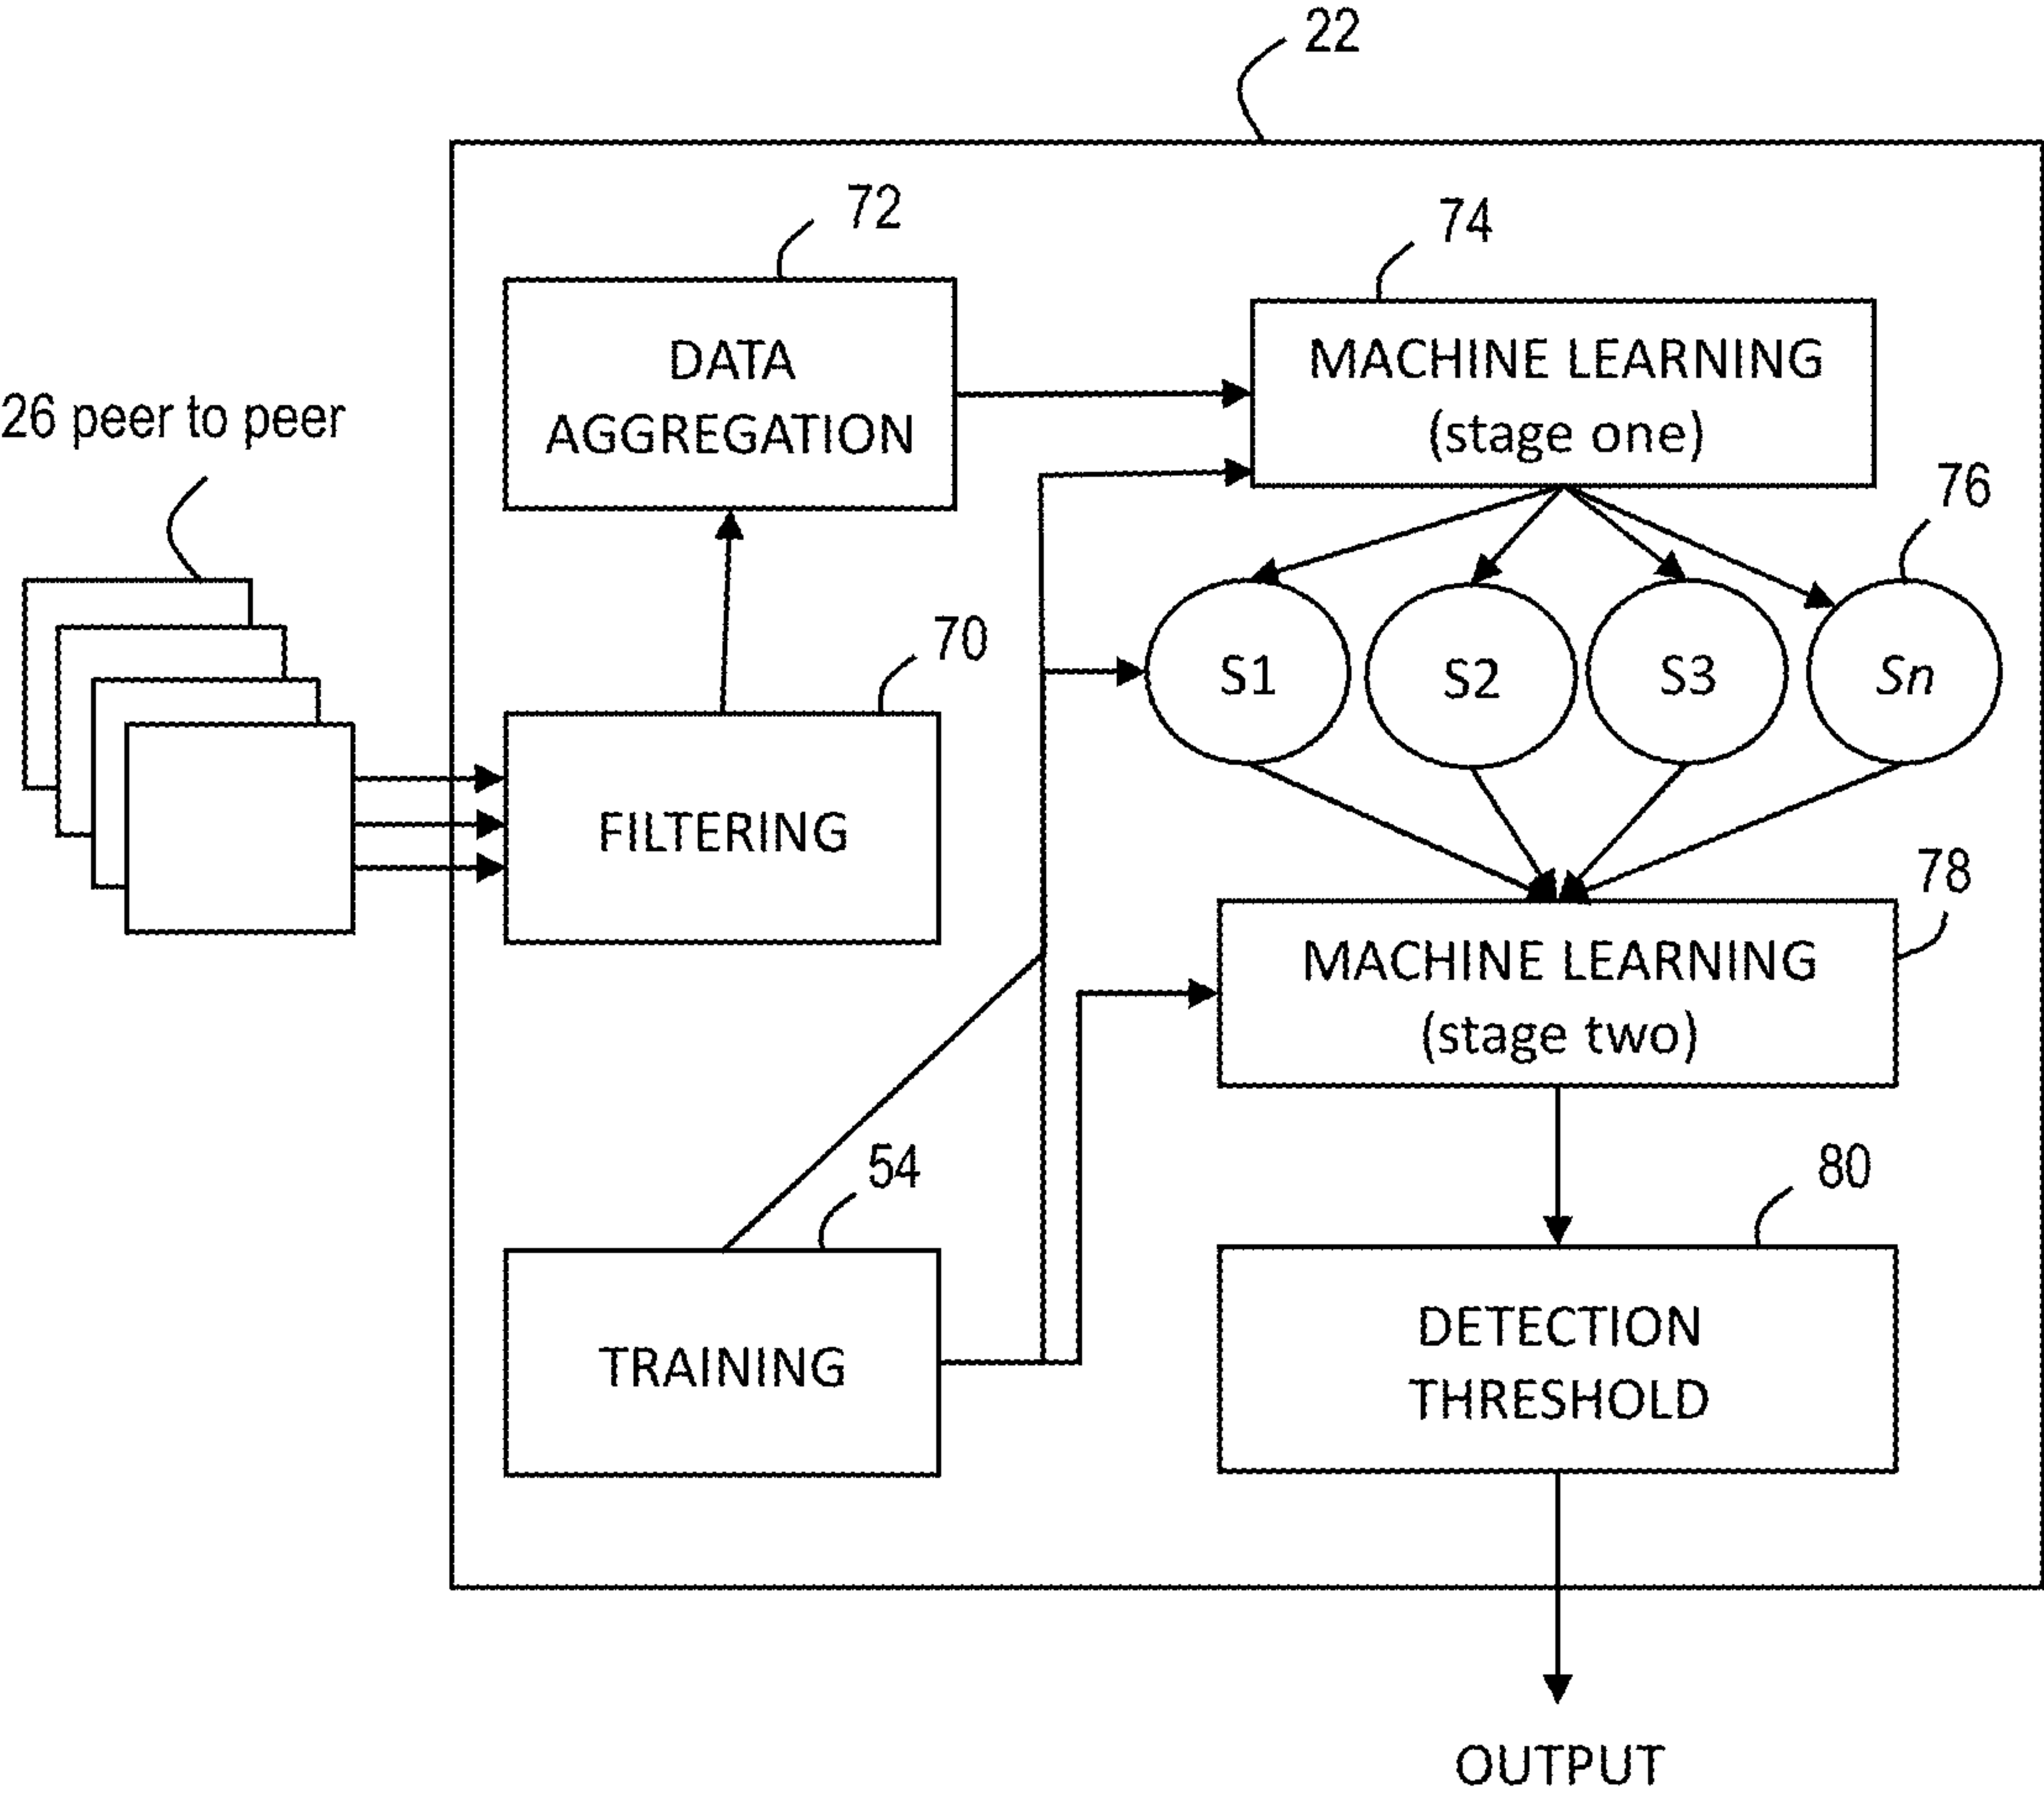 22
72
74
DATA
AGGREGATION
MACHINE LEARNING
(stage one)
26 peer to peer
76
70
S1
S2
S3
Sn
FILTERING
78
MACHINE LEARNING
(stage two)
54
80
TRAINING
DETECTION
THRESHOLD
OUTPUT